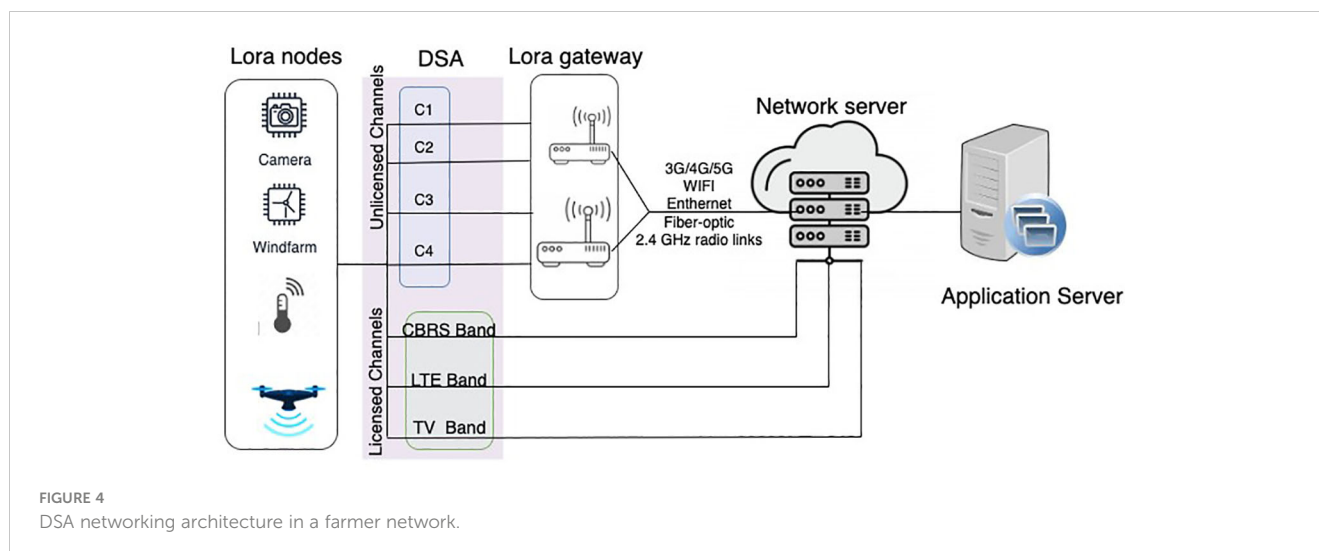 Lora nodes
DSA
Lora gateway
Network server
Application Server
Camera
Windfarm
Unlicensed Channels
C1
C2
C3
C4
Licensed Channels
CBRS Band
LTE Band
TV Band
3G/4G/5G
WIFI
Enthernet
Fiber-optic
2.4 GHz radio links
FIGURE 4
DSA networking architecture in a farmer network.